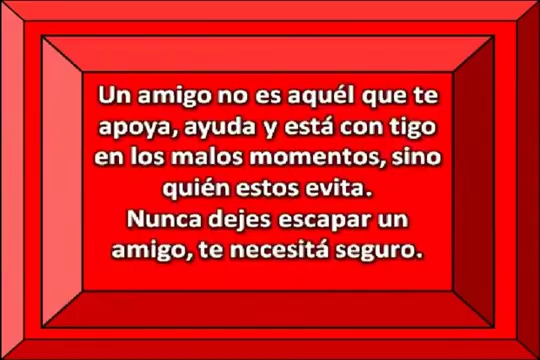 Un amigo no es aquél que te
apoya, ayuda y está con tigo
en los malos momentos, sino
quién estos evita.
Nunca dejes escapar un
amigo, te necesitá seguro.